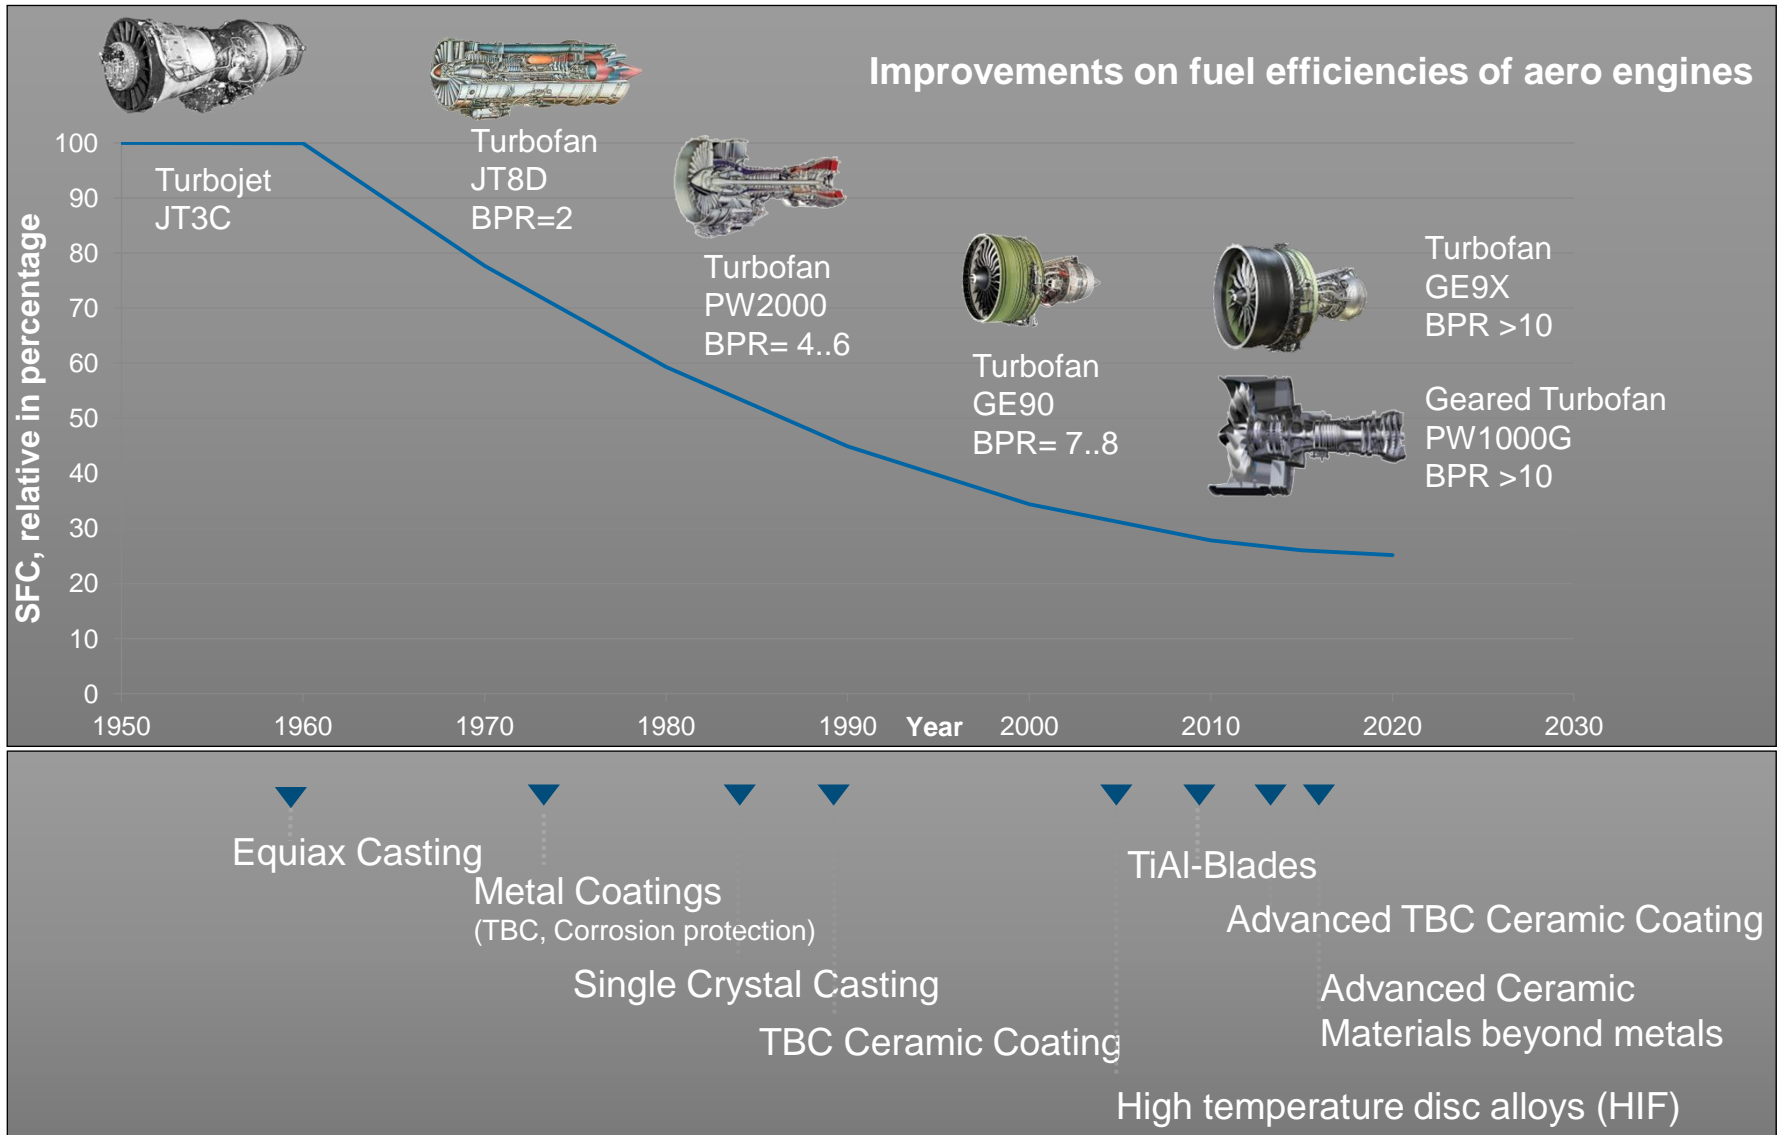 Improvements on fuel efficiencies of aero engines
SFC, relative in percentage
100
90
80
70
60
50
40
30
20
10
0
Turbojet
JT3C
Turbofan
JT8D
BPR=2
Turbofan
PW2000
BPR= 4..6
Turbofan
GE90
BPR= 7..8
Turbofan
GE9X
BPR >10
Geared Turbofan
PW1000G
BPR >10
1950 1960 1970 1980 1990 Year 2000 2010 2020 2030
Equiax Casting
Metal Coatings
(TBC, Corrosion protection)
Single Crystal Casting
TBC Ceramic Coating
High temperature disc alloys (HIF)
TiAl-Blades
Advanced TBC Ceramic Coating
Advanced Ceramic
Materials beyond metals